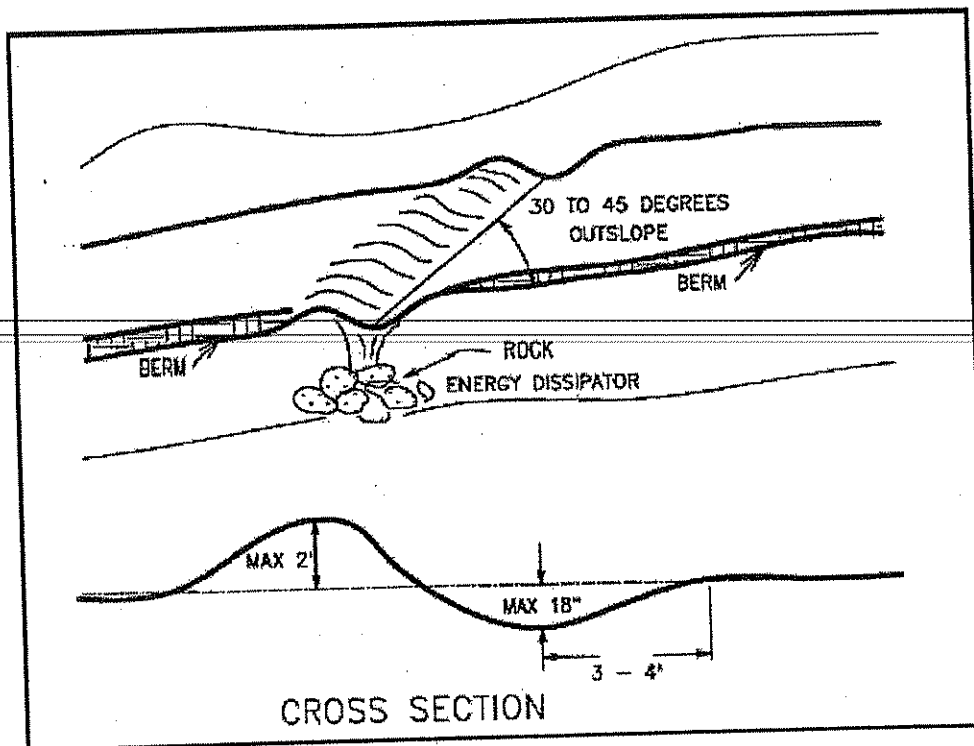 30 TO 45 DEGREES
OUTSLOPE
BERM
BERM
ROCK
ENERGY DISSIPATOR
MAX 2'
MAX 18"
3 - 4'
CROSS SECTION